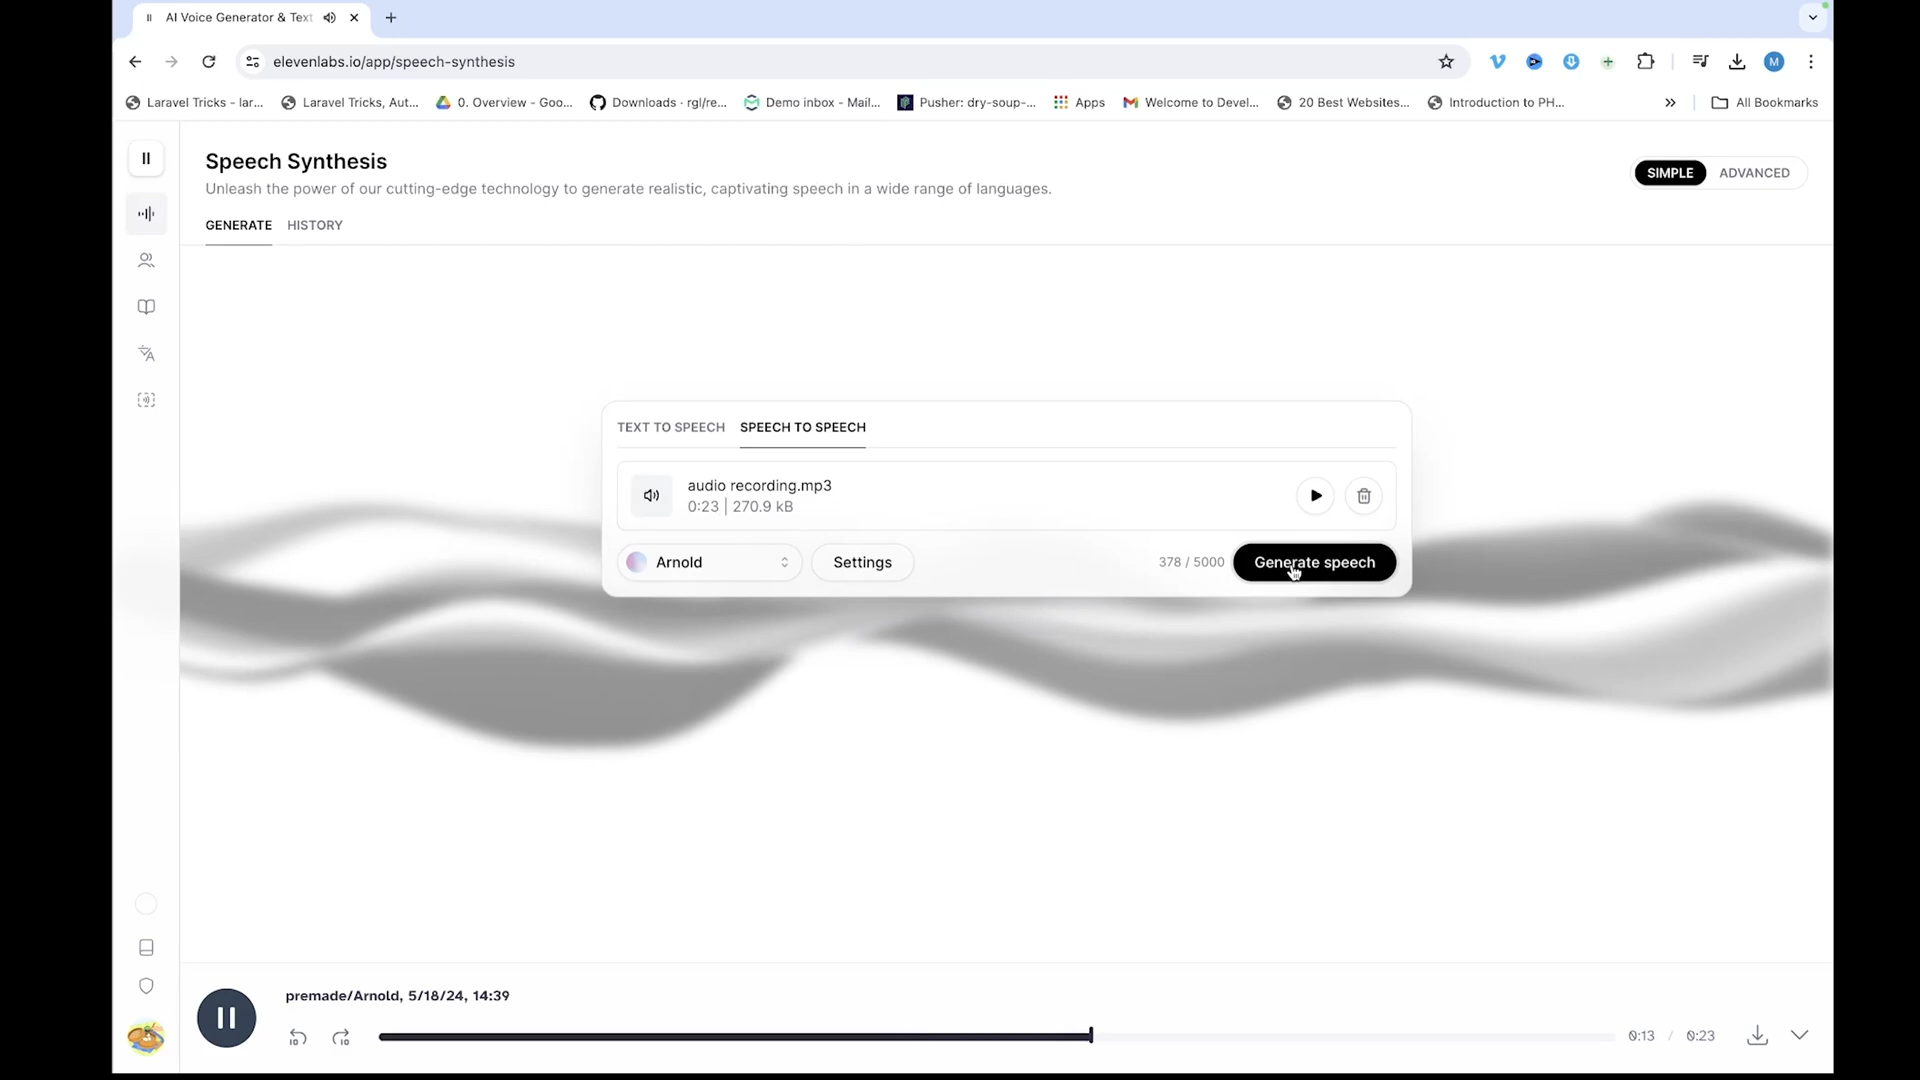 AI Voice Generator & Text
elevenlabs.io/app/speech-synthesis
M
Laravel Tricks - lar...
Laravel Tricks, Aut...
0. Overview - Goo...
Downloads · rgl/re...
Demo inbox - Mail...
Pusher: dry-soup-...
Apps
Welcome to Devel...
20 Best Websites...
Introduction to PH...
All Bookmarks
Speech Synthesis
Unleash the power of our cutting-edge technology to generate realistic, captivating speech in a wide range of languages.
SIMPLE
ADVANCED
GENERATE
HISTORY
TEXT TO SPEECH
SPEECH TO SPEECH
audio recording.mp3
0:23 | 270.9 kB
Arnold
Settings
378 / 5000
Generate speech
premade/Arnold, 5/18/24, 14:39
10
10
0:13 / 0:23